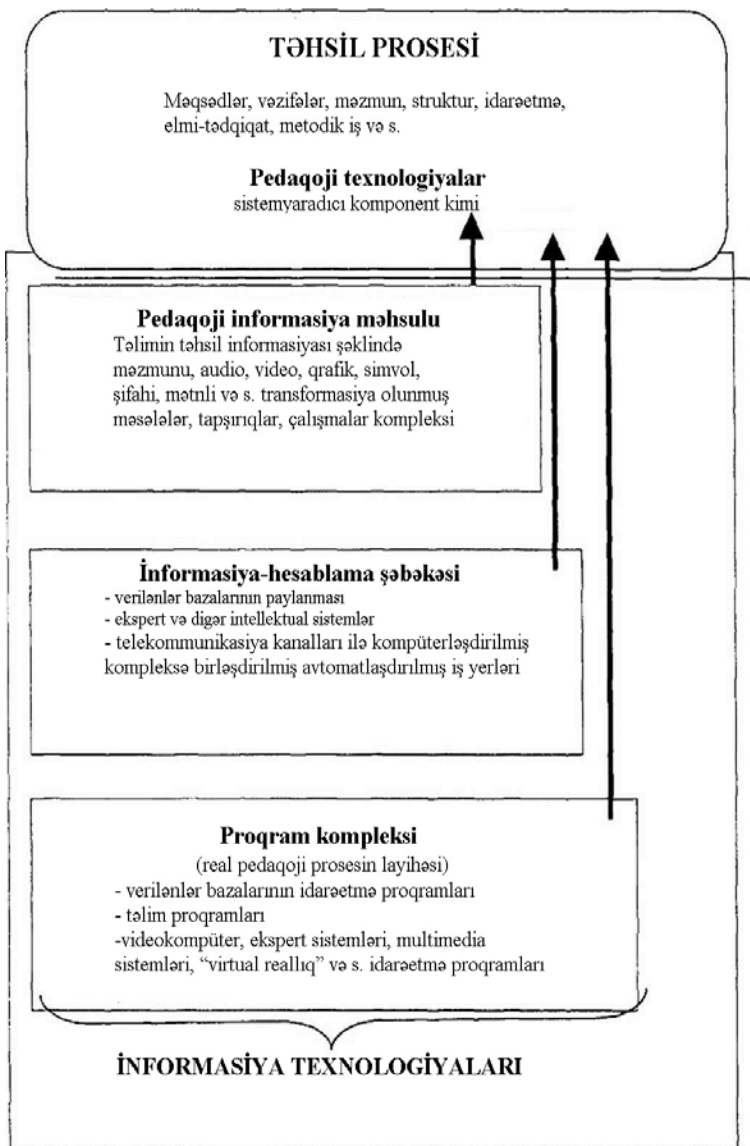 TƏHSİL PROSESİ
Məqsədlər, vəzifələr, məzmun, struktur, idarəetmə,
elmi-tədqiqat, metodik iş və s.
Pedaqoji texnologiyalar
sistemyaradıcı komponent kimi
Pedaqoji informasiya məhsulu
Təlimin təhsil informasiyası şəklində
məzmunu, audio, video, qrafik, simvol,
şifahi, mətnli və s. transformasiya olunmuş
məsələlər, tapşırıqlar, çalışmalar kompleksi
İnformasiya-hesablama şəbəkəsi
- verilənlər bazalarının paylanması
- ekspert və digər intellektual sistemlər
- telekommunikasiya kanalları ilə kompüterləşdirilmiş
kompleksə birləşdirilmiş avtomatlaşdırılmış iş yerləri
Proqram kompleksi
(real pedaqoji prosesin layihəsi)
- verilənlər bazalarının idarəetmə proqramları
- təlim proqramları
-videokompüter, ekspert sistemləri, multimedia
sistemləri, “virtual reallıq” və s. idarəetmə proqramları
İNFORMASİYA TEXNOLOGİYALARI